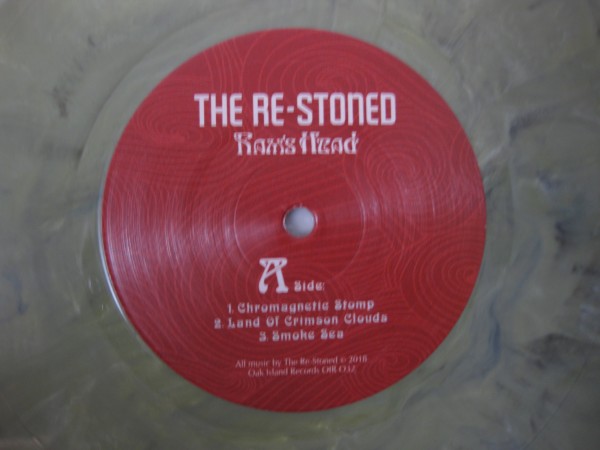 THE RE-STONED
Ram's Head
A Side:
1. Chromagnetic Stomp
2. Land Of Crimson Clouds
3. Smoke Sea
All music by The Re-Stoned © 2018
Oak Island Records OIR-032